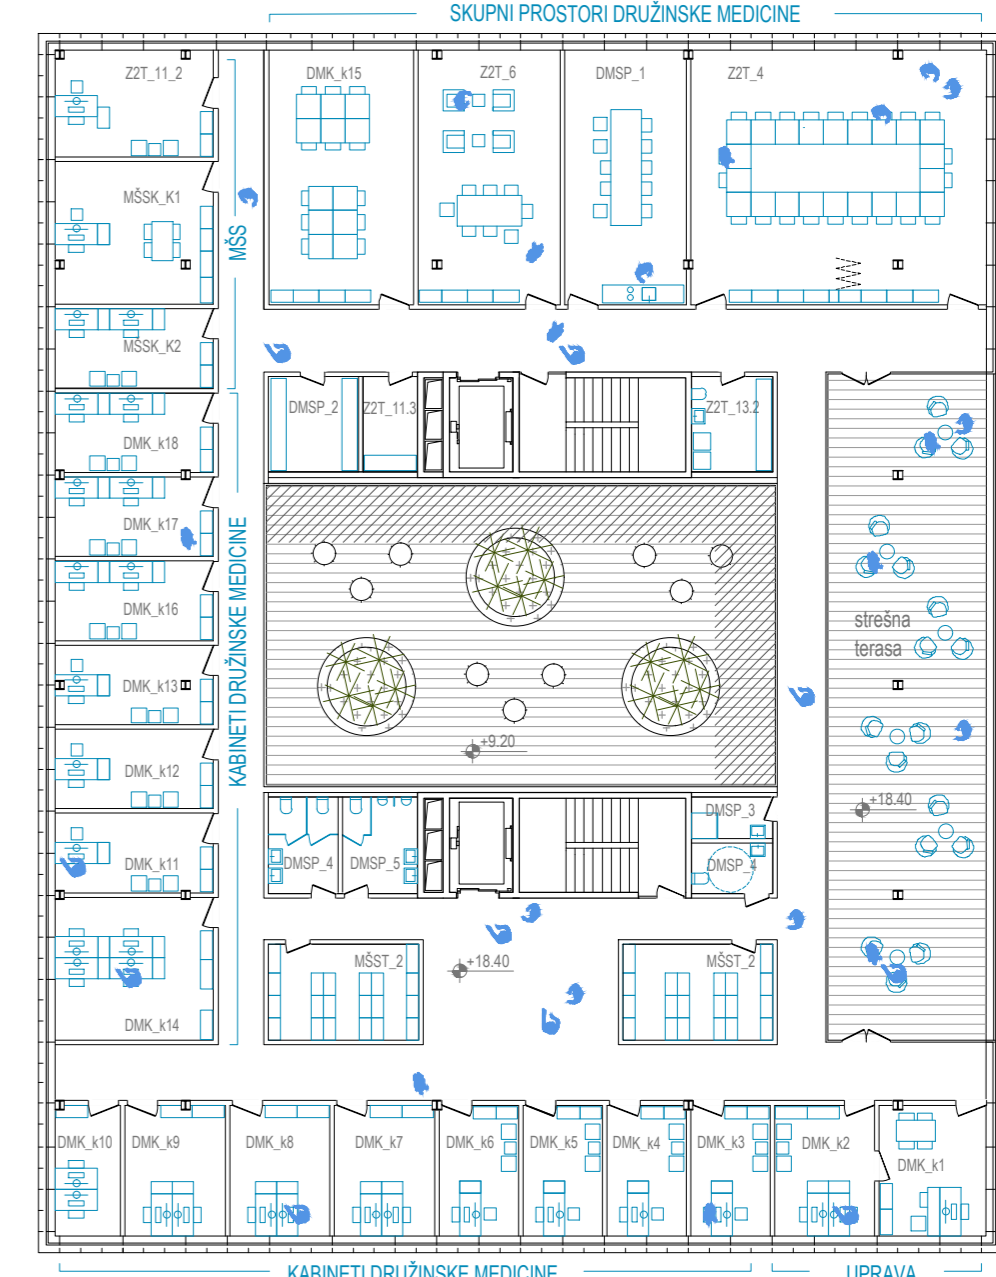 SKUPNI PROSTORI DRUŽINSKE MEDICINE
Z2T_11_2
DMK_k15
Z2T_6
DMSP_1
Z2T_4
MŠSK_K1
MŠS
MŠSK_K2
DMSP_2
Z2T_11.3
Z2T_13.2
DMK_k18
DMK_k17
KABINETI DRUŽINSKE MEDICINE
DMK_k16
strešna
terasa
DMK_k13
+9.20
DMK_k12
+18.40
DMSP_3
DMK_k11
DMSP_4
DMSP_5
DMSP_4
MŠST_2
+18.40
MŠST_2
DMK_k14
DMK_k10
DMK_k9
DMK_k8
DMK_k7
DMK_k6
DMK_k5
DMK_k4
DMK_k3
DMK_k2
DMK_k1
KABINETI DRUŽINSKE MEDICINE
UPRAVA